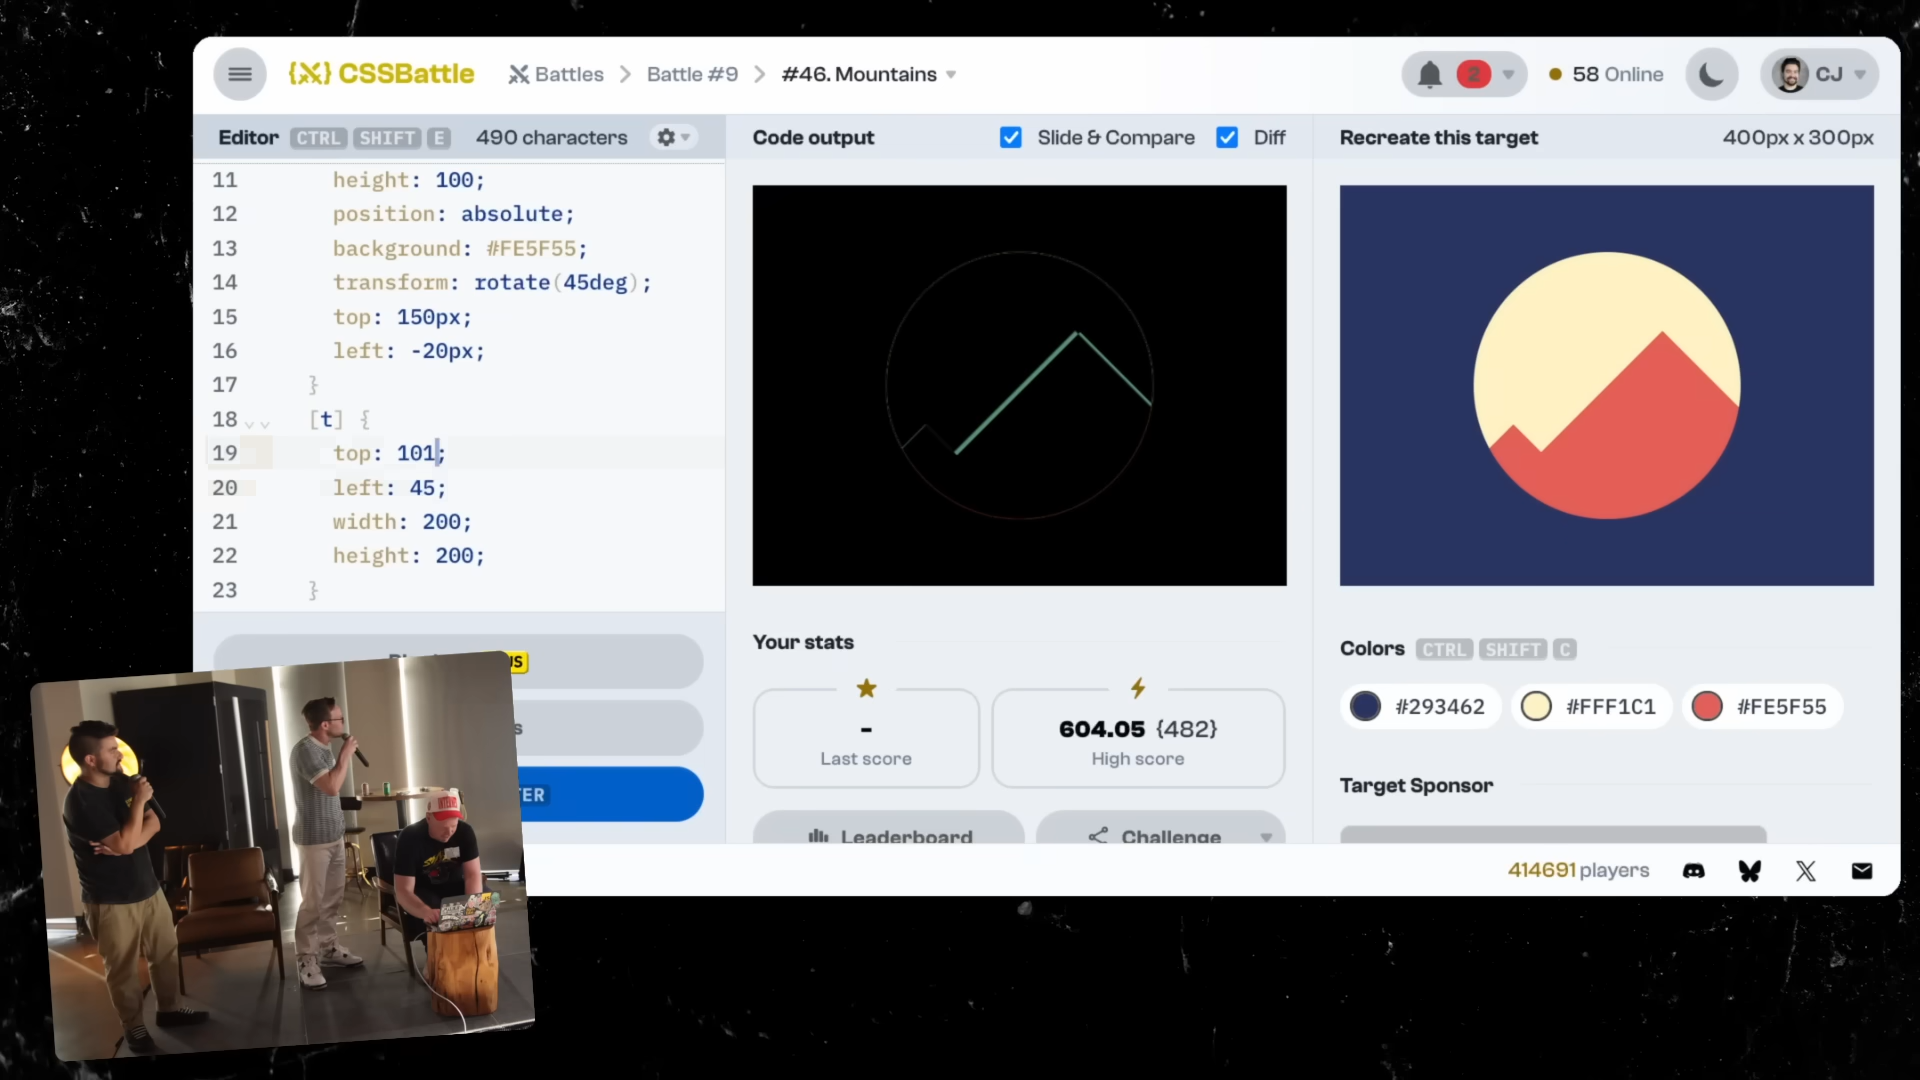 {X} CSSBattle Battles > Battle #9 > #46. Mountains
2 58 Online CJ
Editor CTRL SHIFT E 490 characters
Code output Slide & Compare Diff
Recreate this target 400px x 300px
11 height: 100;
12 position: absolute;
13 background: #FE5F55;
14 transform: rotate(45deg);
15 top: 150px;
16 left: -20px;
17 }
18 [t] {
19 top: 101;
20 left: 45;
21 width: 200;
22 height: 200;
23 }
Your stats
-
Last score
604.05 {482}
High score
Leaderboard Challenge
Colors CTRL SHIFT C
#293462 #FFF1C1 #FE5F55
Target Sponsor
414691 players